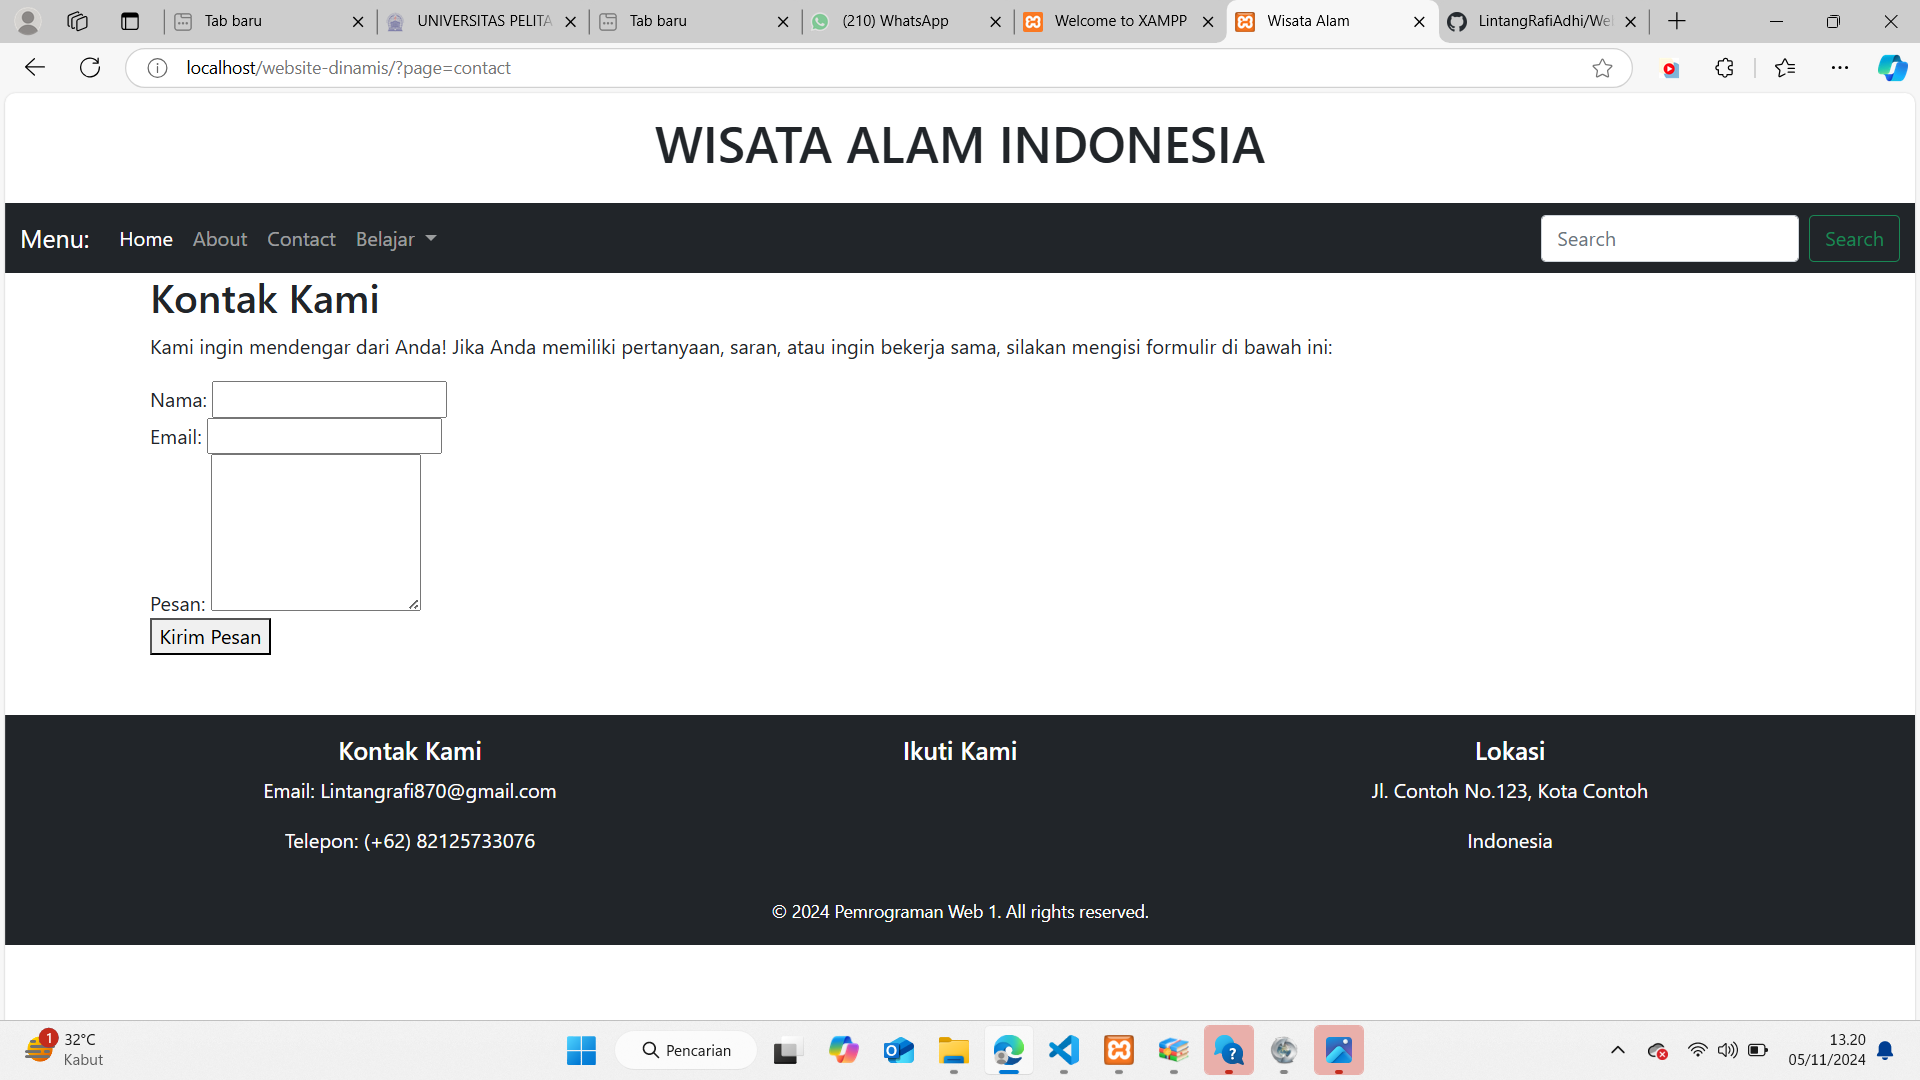 Tab baru
UNIVERSITAS PELITA
Tab baru
(210) WhatsApp
Welcome to XAMPP
Wisata Alam
LintangRafiAdhi/Wel
localhost/website-dinamis/?page=contact
WISATA ALAM INDONESIA
Menu: Home About Contact Belajar Search Search
Kontak Kami
Kami ingin mendengar dari Anda! Jika Anda memiliki pertanyaan, saran, atau ingin bekerja sama, silakan mengisi formulir di bawah ini:
Nama:
Email:
Pesan:
Kirim Pesan
Kontak Kami
Email: Lintangrafi870@gmail.com
Telepon: (+62) 82125733076
Ikuti Kami
Lokasi
Jl. Contoh No.123, Kota Contoh
Indonesia
© 2024 Pemrograman Web 1. All rights reserved.
1
32°C
Kabut
Pencarian
13.20
05/11/2024